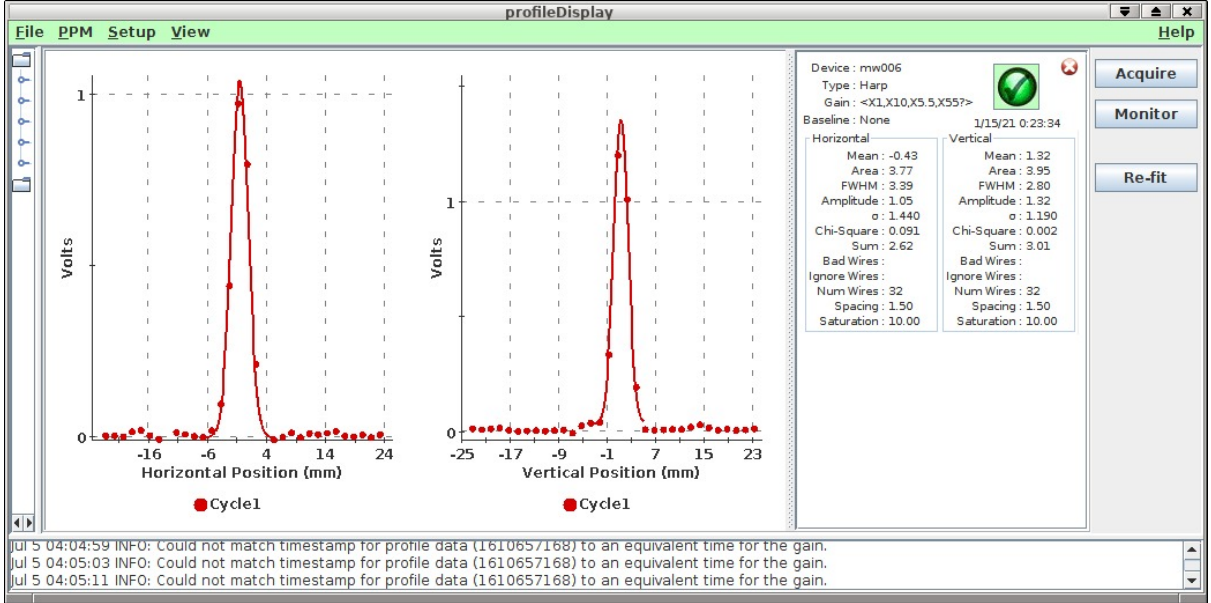 profileDisplay
File PPM Setup View Help
1
0
Volts
-16 -6 4 14 24
Horizontal Position (mm)
Cycle1
1
0
Volts
-25 -17 -9 -1 7 15 23
Vertical Position (mm)
Cycle1
Device : mw006
Type : Harp
Gain : <X1,X10,X5.5,X55?>
Baseline : None
1/15/21 0:23:34
Horizontal
Mean : -0.43
Area : 3.77
FWHM : 3.39
Amplitude : 1.05
σ : 1.440
Chi-Square : 0.091
Sum : 2.62
Bad Wires :
Ignore Wires :
Num Wires : 32
Spacing : 1.50
Saturation : 10.00
Vertical
Mean : 1.32
Area : 3.95
FWHM : 2.80
Amplitude : 1.32
σ : 1.190
Chi-Square : 0.002
Sum : 3.01
Bad Wires :
Ignore Wires :
Num Wires : 32
Spacing : 1.50
Saturation : 10.00
Acquire
Monitor
Re-fit
Jul 5 04:04:59 INFO: Could not match timestamp for profile data (1610657168) to an equivalent time for the gain.
Jul 5 04:05:03 INFO: Could not match timestamp for profile data (1610657168) to an equivalent time for the gain.
Jul 5 04:05:11 INFO: Could not match timestamp for profile data (1610657168) to an equivalent time for the gain.